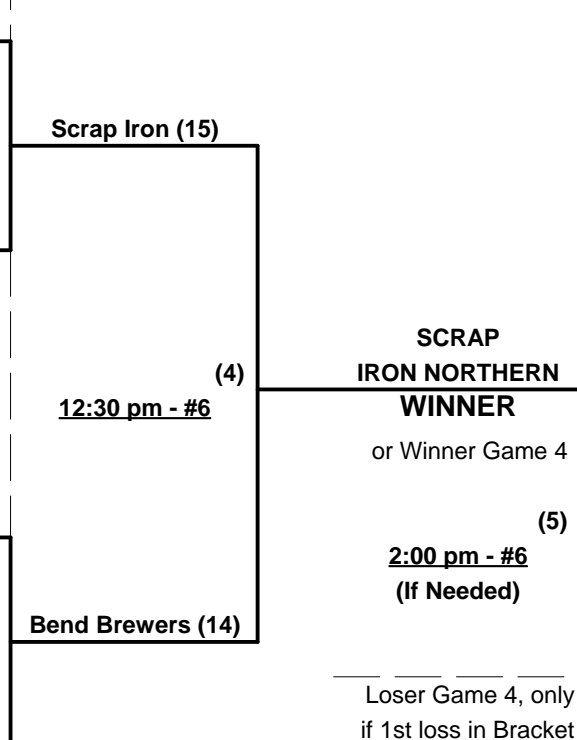 Scrap Iron (15)
(4)
12:30 pm - #6
Bend Brewers (14)
SCRAP
IRON NORTHERN
WINNER
or Winner Game 4
(5)
2:00 pm - #6
(If Needed)
Loser Game 4, only
if 1st loss in Bracket